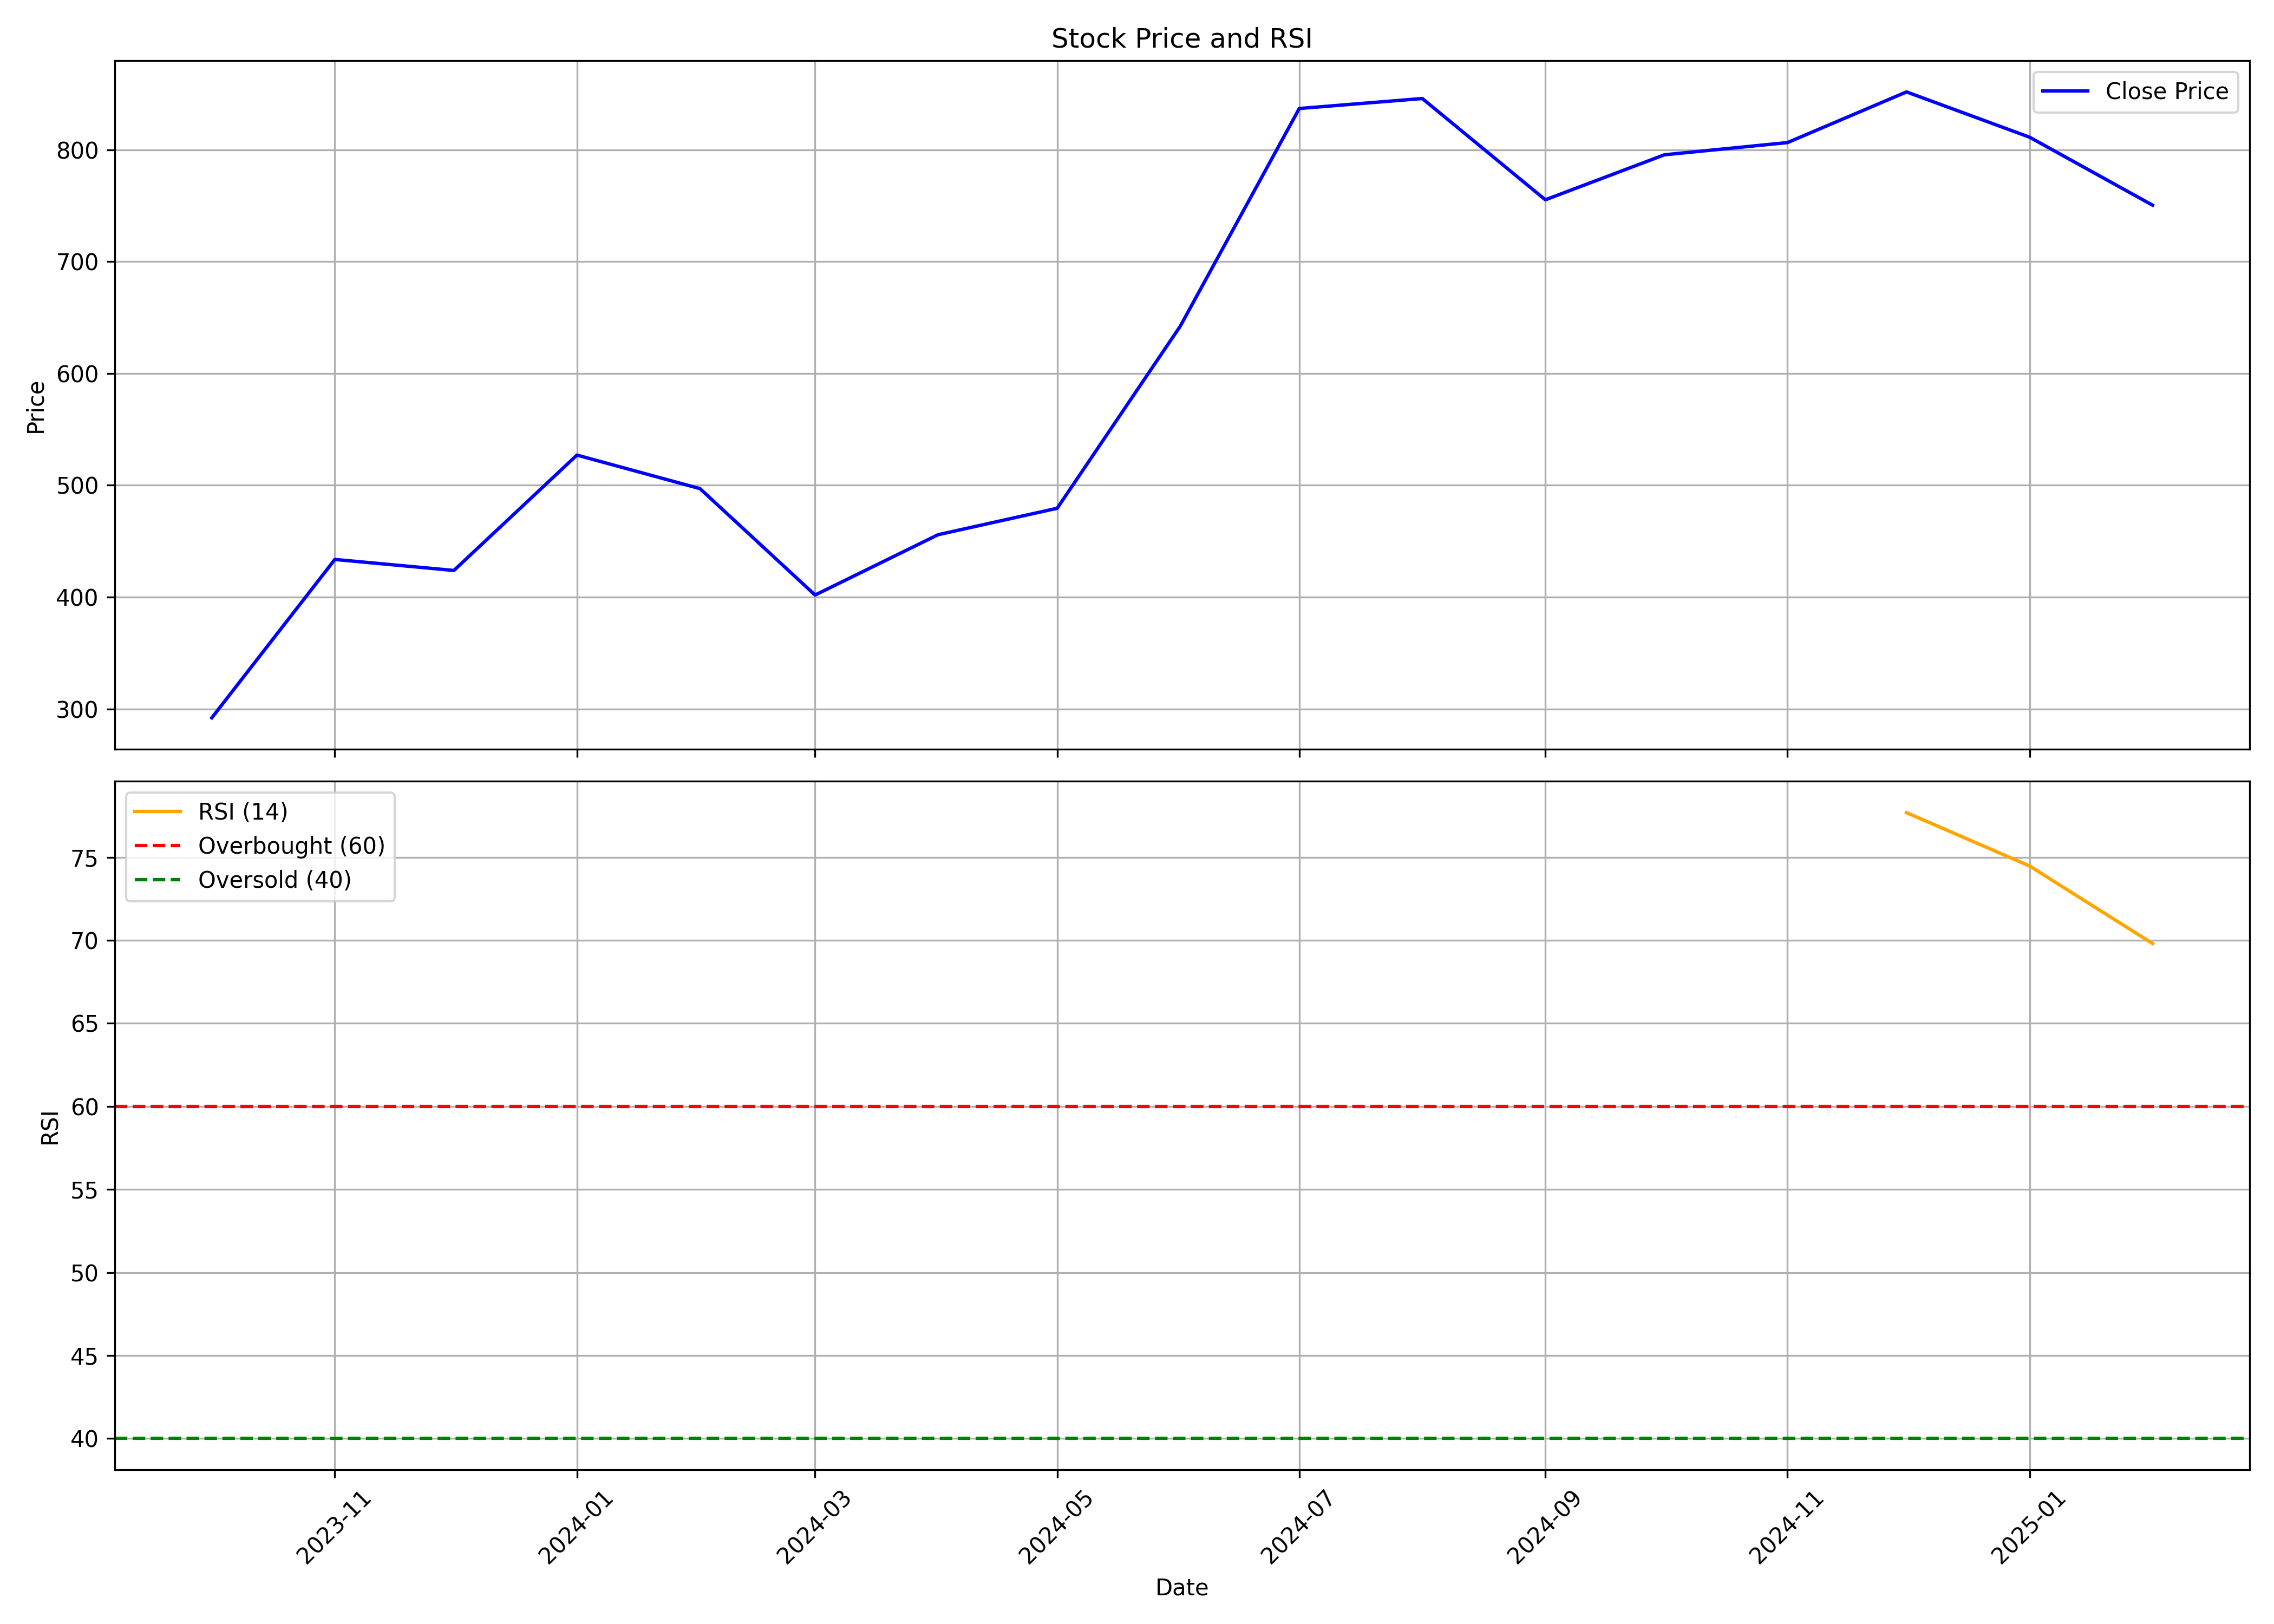 Stock Price and RSI
Close Price
Price
800
700
600
500
400
300
RSI (14)
Overbought (60)
Oversold (40)
RSI
75
70
65
60
55
50
45
40
2023-11
2024-01
2024-03
2024-05
2024-07
2024-09
2024-11
2025-01
Date